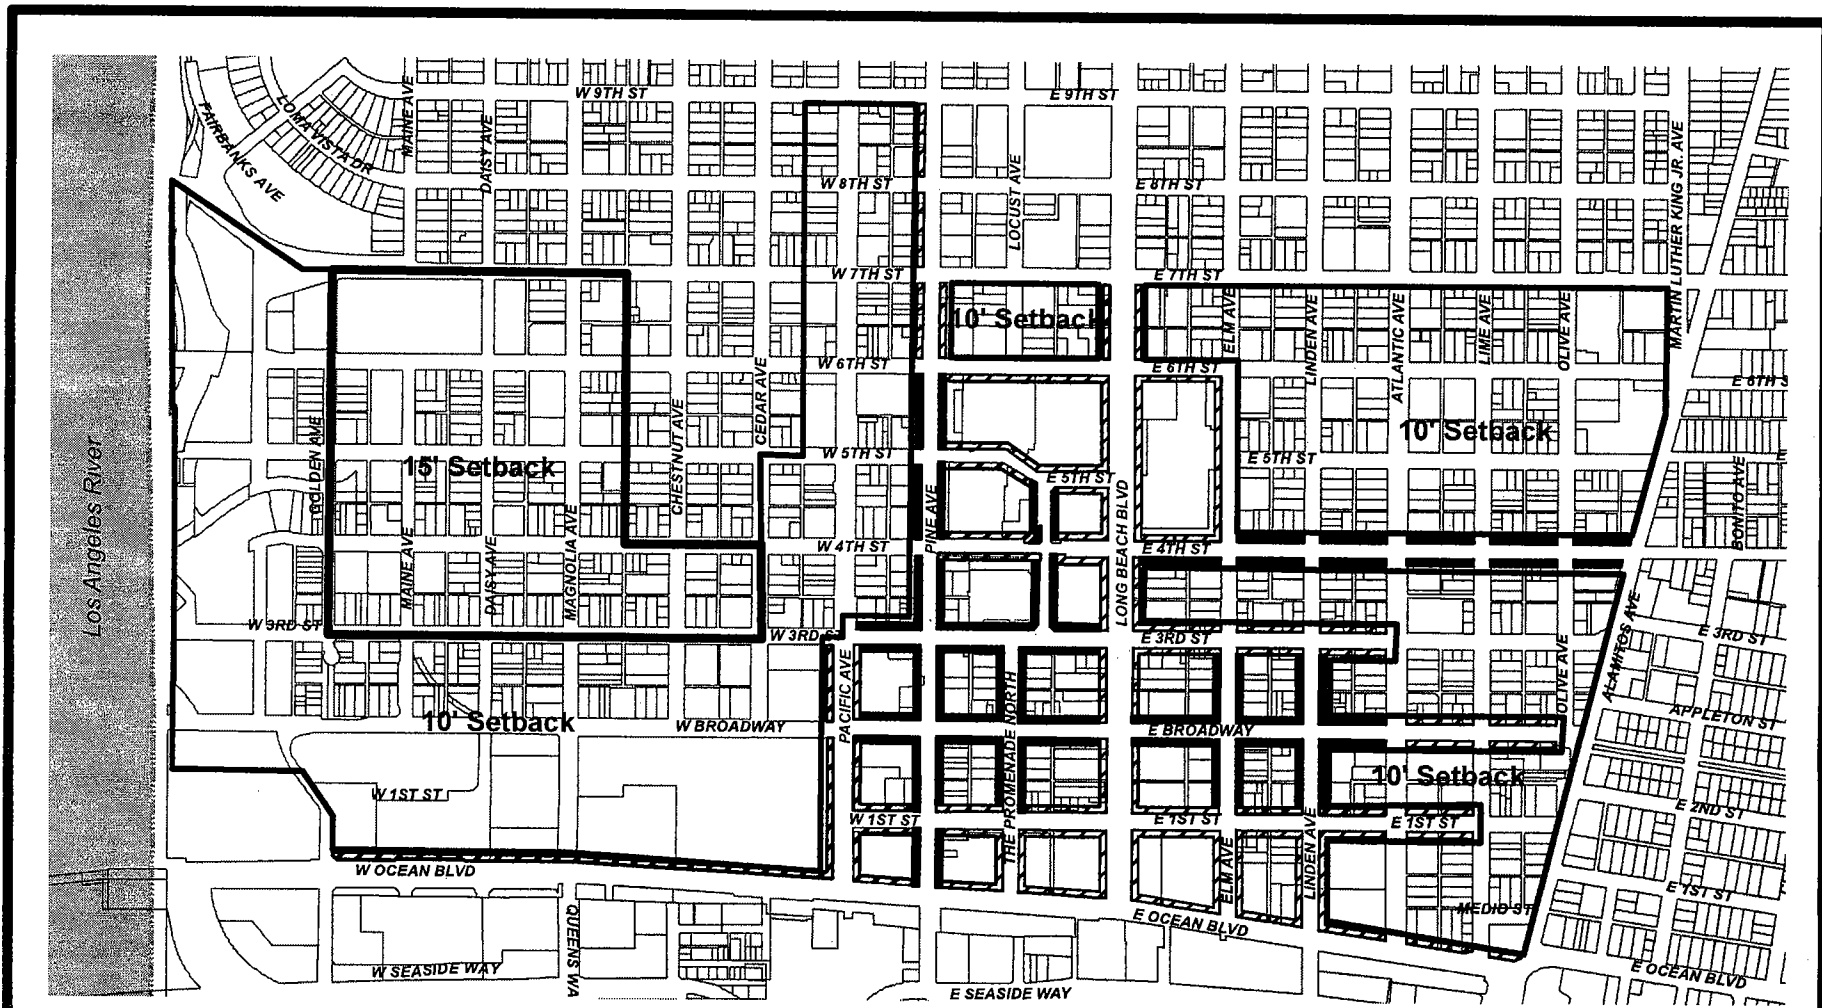 W 9TH ST
E 9TH ST
LOMA VISTA DR
FAIRBANKS AVE
MAINE AVE
DAISY AVE
LOCUST AVE
MARTIN LUTHER KING JR. AVE
W 8TH ST
E 8TH ST
W 7TH ST
E 7TH ST
10' Setback
ELM AVE
LINDEN AVE
ATLANTIC AVE
LIME AVE
OLIVE AVE
W 6TH ST
E 6TH ST
E 6TH S
GOLDEN AVE
CHESTNUT AVE
CEDAR AVE
10' Setback
Los Angeles River
15' Setback
W 5TH ST
E 5TH ST
E 5TH ST
E
MAINE AVE
DAISY AVE
MAGNOLIA AVE
PINE AVE
LONG BEACH BLVD
BONITO AVE
W 4TH ST
E 4TH ST
W 3RD ST
W 3RD ST
E 3RD ST
E 3RD ST
PACIFIC AVE
THE PROMENADE NORTH
OLIVE AVE
ALAMITOS AVE
10' Setback
W BROADWAY
E BROADWAY
APPLETON ST
10' Setback
W 1ST ST
W 1ST ST
E 1ST ST
E 1ST ST
E 2ND ST
ELM AVE
LINDEN AVE
W OCEAN BLVD
E 1ST ST
MEDIO ST
E OCEAN BLVD
QUEENS WA
W SEASIDE WAY
E SEASIDE WAY
E OCEAN BLVD